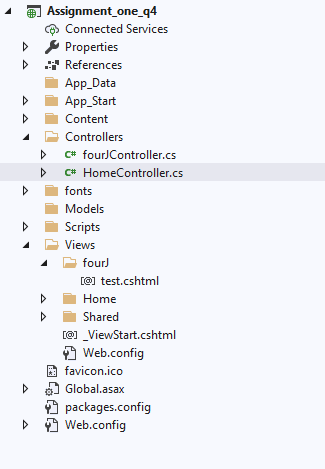 Assignment_one_q4
Connected Services
Properties
References
App_Data
App_Start
Content
Controllers
C# fourJController.cs
C# HomeController.cs
fonts
Models
Scripts
Views
fourJ
[@] test.cshtml
Home
Shared
[@] _ViewStart.cshtml
Web.config
favicon.ico
Global.asax
packages.config
Web.config